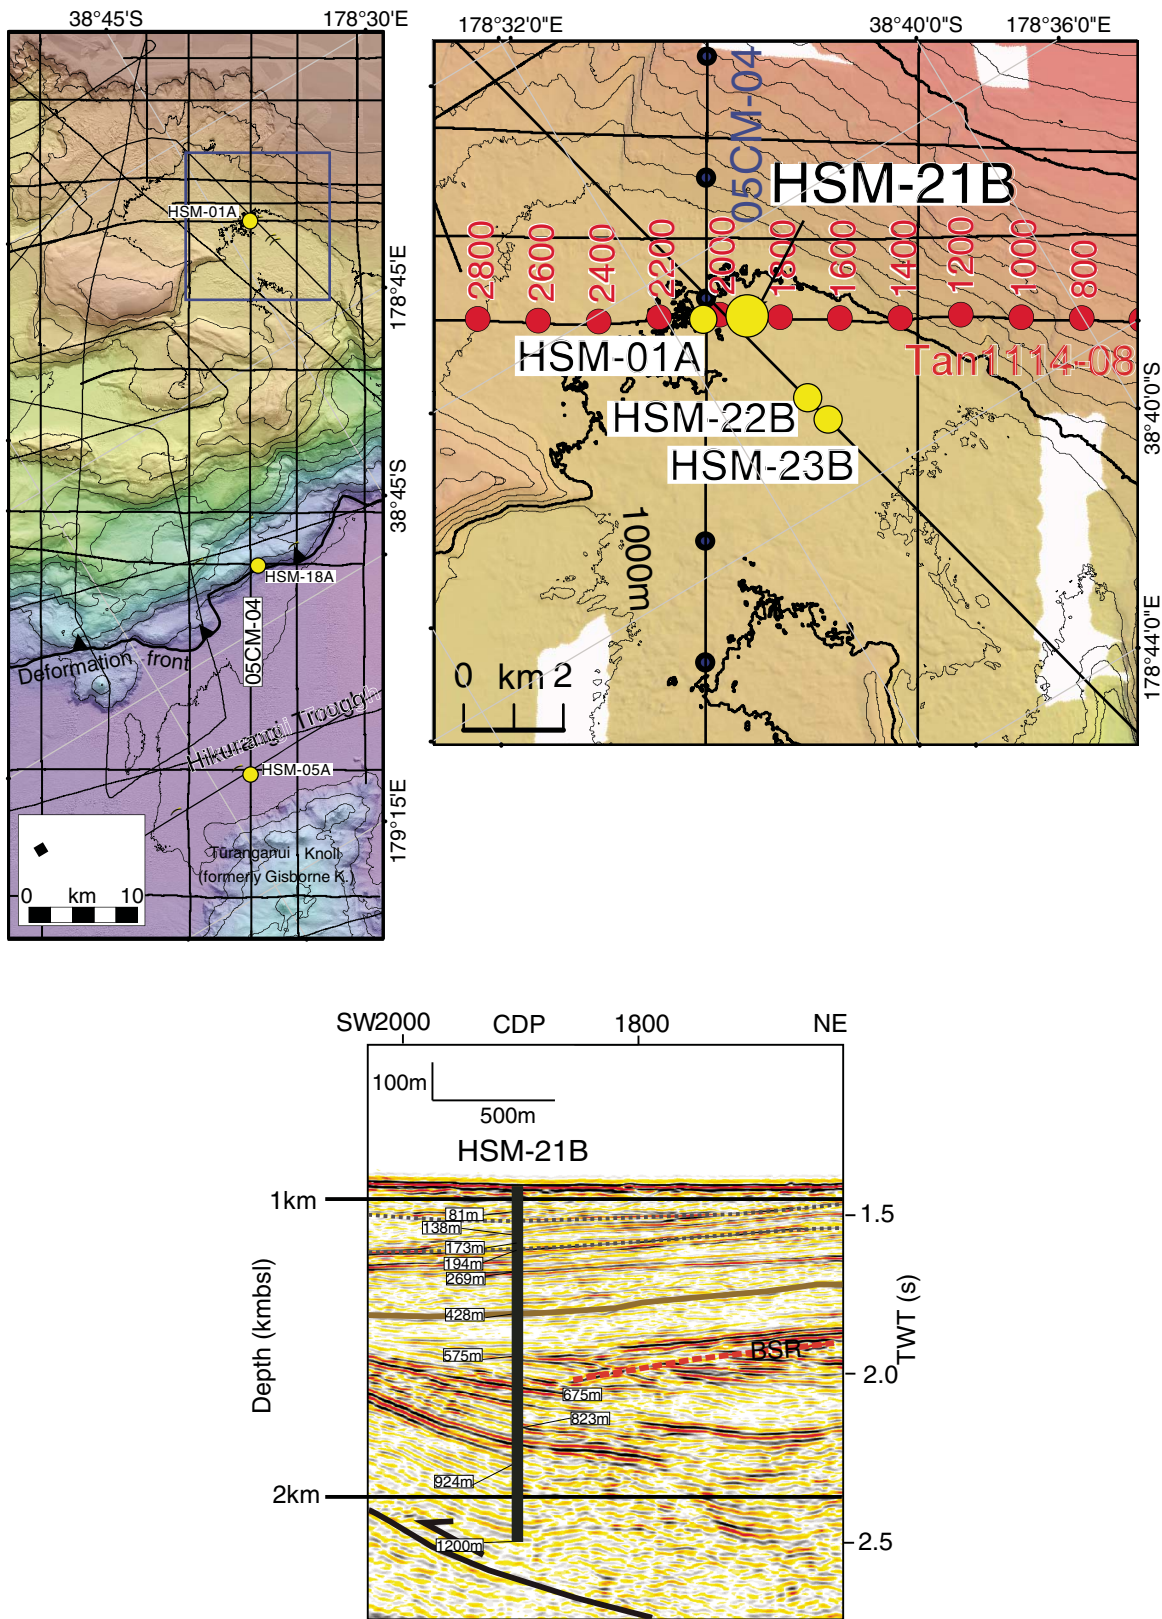 38°45'S
178°30'E
HSM-01A
178°45'E
38°45'S
HSM-18A
05CM-04
Deformation front
Hikurangi Trough
HSM-05A
179°15'E
Turanganui Knoll
(formerly Gisborne K.)
0 km 10
178°32'0"E
38°40'0"S
178°36'0"E
05CM-04
HSM-21B
2800
2600
2400
2200
2000
1800
1600
1400
1200
1000
800
HSM-01A
Tam1114-08
HSM-22B
HSM-23B
1000m
0 km 2
38°40'0"S
178°44'0"E
SW2000 CDP 1800 NE
100m
500m
HSM-21B
1km
81m
1.5
138m
173m
194m
269m
428m
575m
BSR
2.0
675m
823m
924m
2km
1200m
2.5
Depth (kmbsl)
TWT (s)